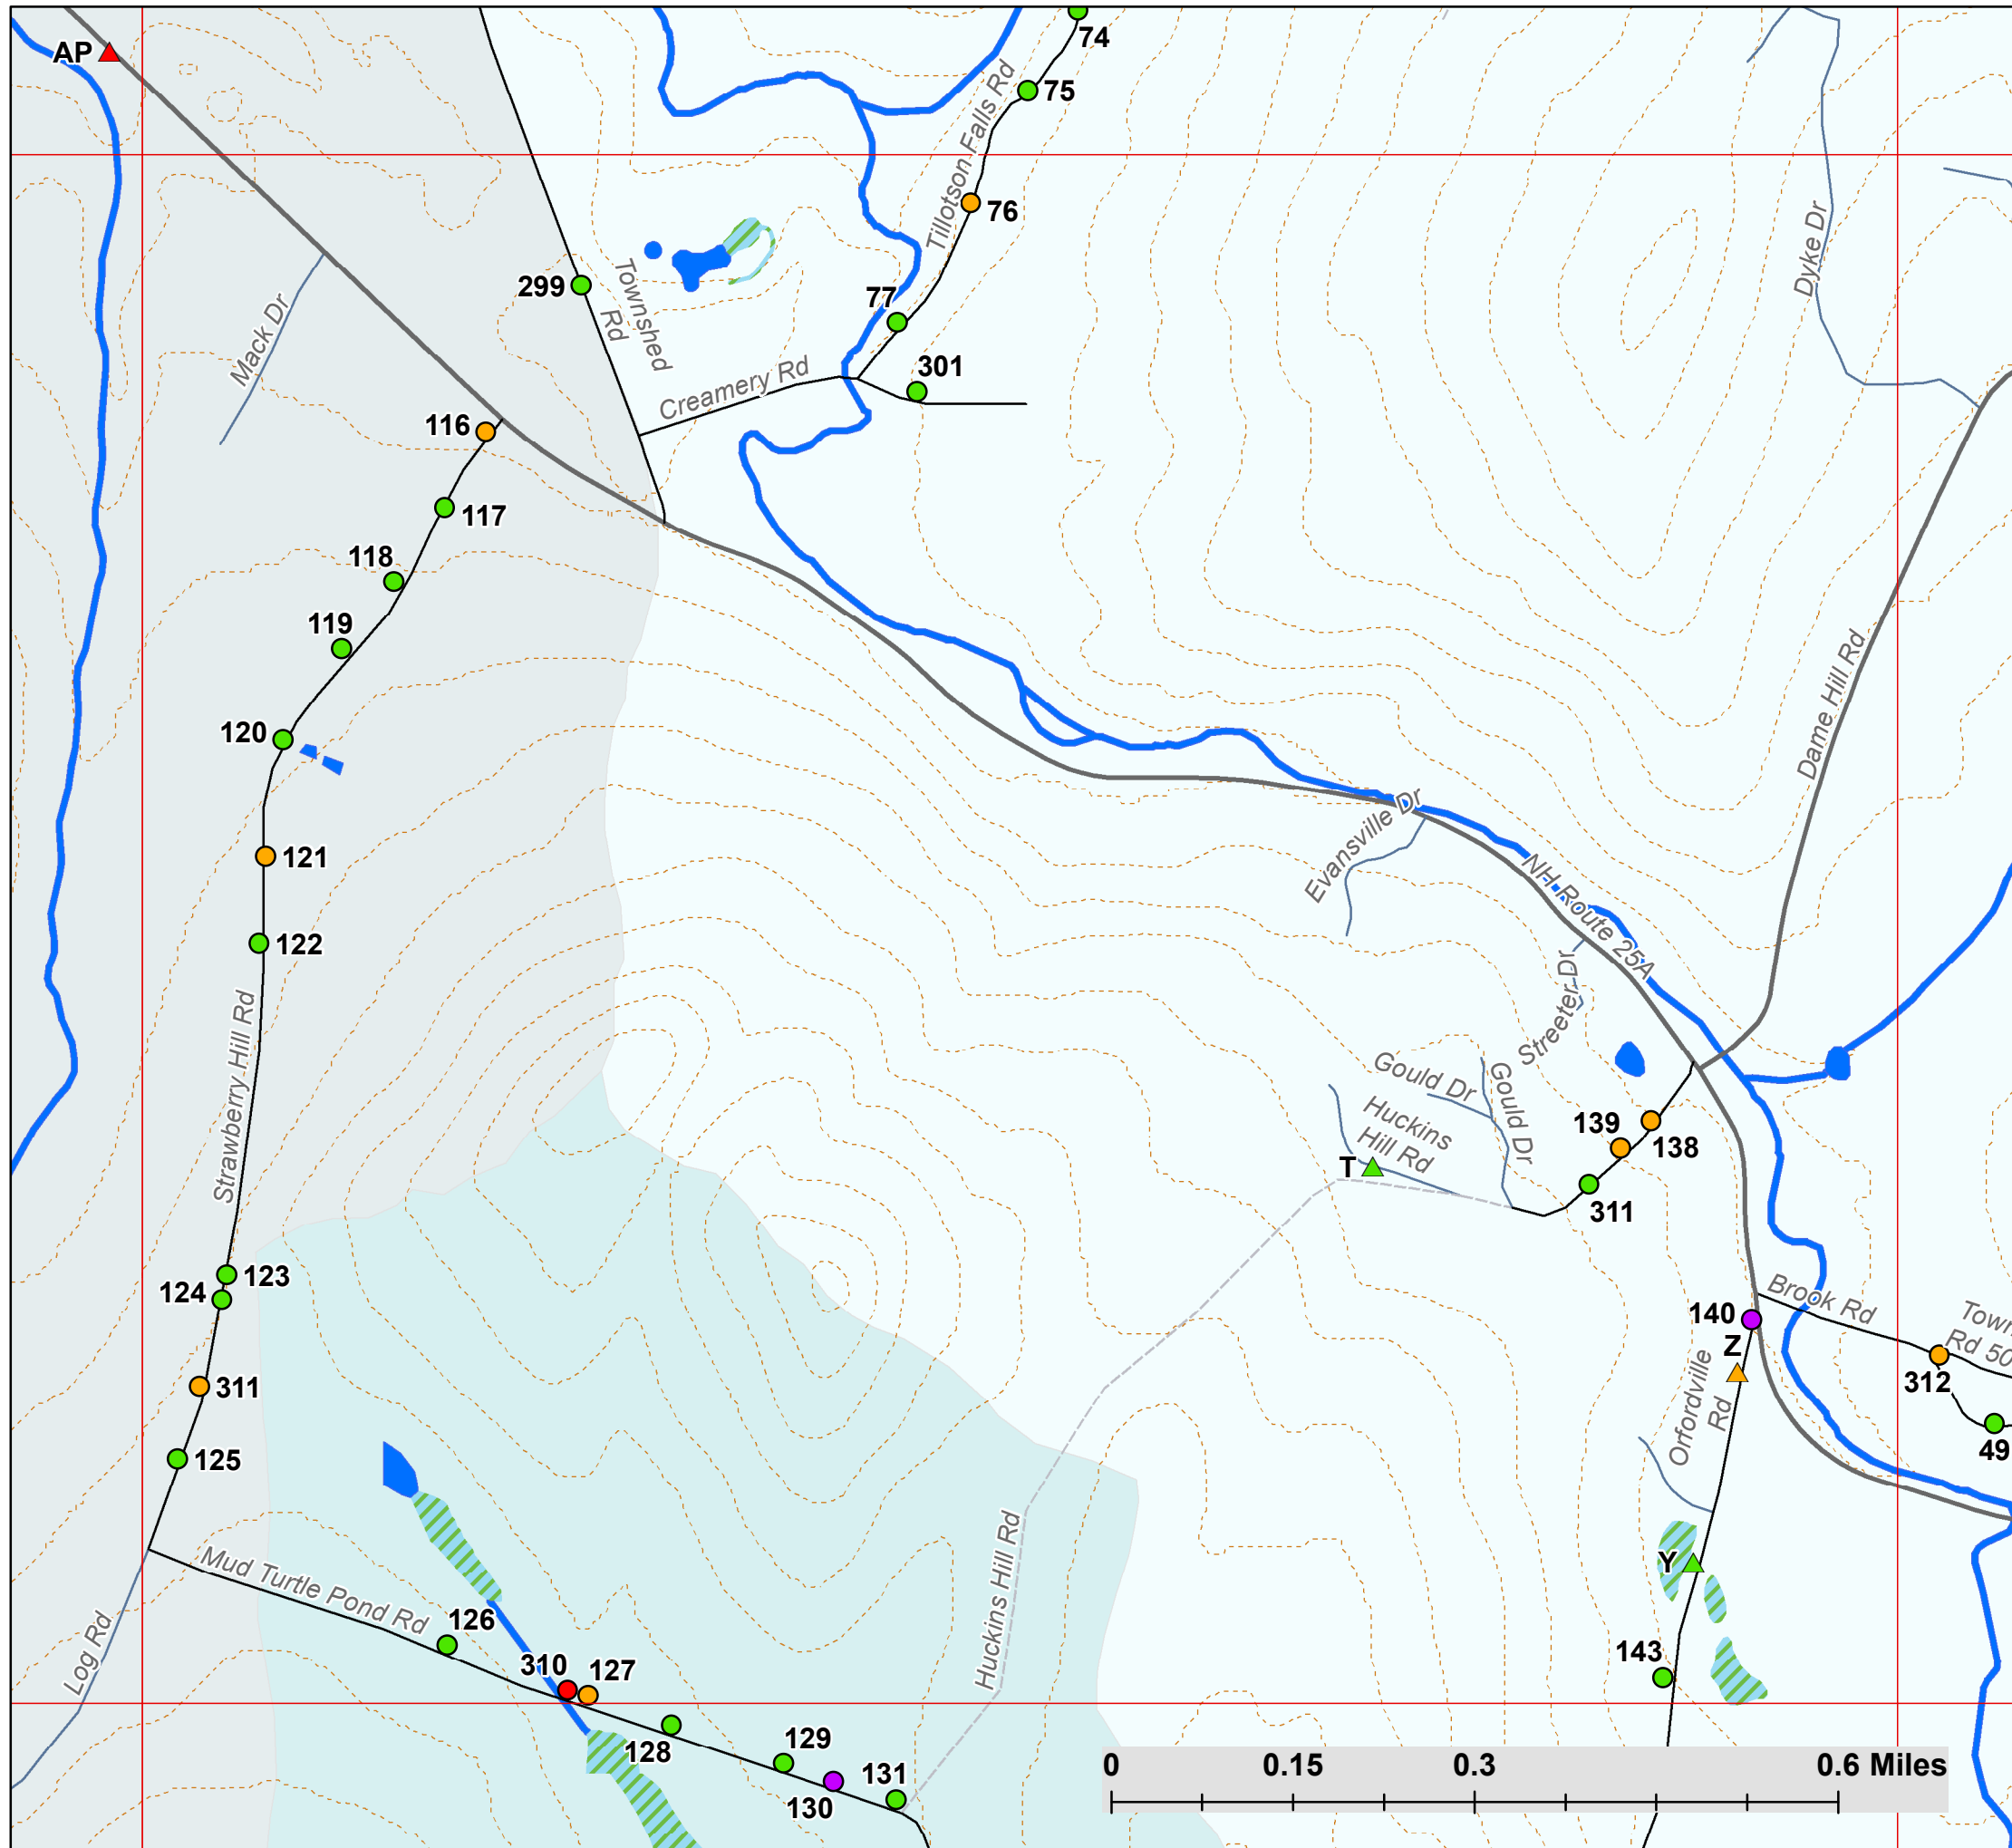 AP
74
75
Tillotson Falls Rd
76
Dyke Dr
299
Townshed
Rd
77
Mack Dr
301
Creamery Rd
116
117
118
119
Dame Hill Rd
120
Evansville Dr
121
NH Route 25A
122
Streeter Dr
Strawberry Hill Rd
Gould Dr
Gould Dr
Huckins
Hill Rd
139
138
T
311
123
124
Brook Rd
140
Z
Orfordville
Rd
312
311
125
49
Huckins Hill Rd
Mud Turtle Pond Rd
Y
126
Log Rd
310
127
143
128
129
131
130
0
0.15
0.3
0.6 Miles